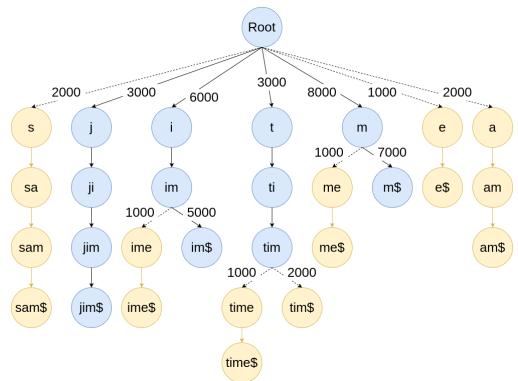 Root
2000 3000 6000 3000 8000 1000 2000
s j i t m e a
1000 7000
sa ji im ti me m$ e$ am
1000 5000
sam jim ime im$ tim me$ am$
1000 2000
sam$ jim$ ime$ time tim$
time$